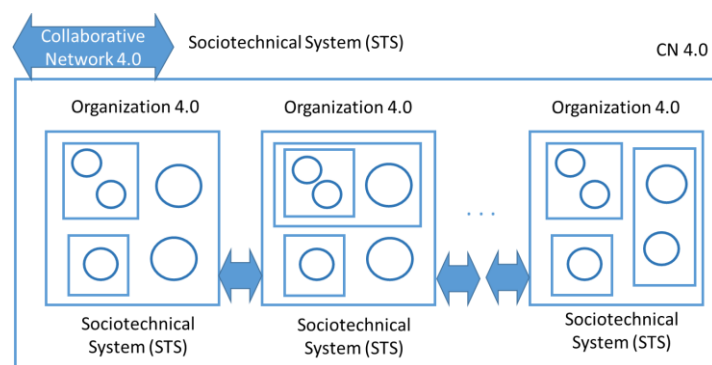 Collaborative
Network 4.0
Sociotechnical System (STS)
CN 4.0
Organization 4.0
Organization 4.0
Organization 4.0
. . .
Sociotechnical
System (STS)
Sociotechnical
System (STS)
Sociotechnical
System (STS)